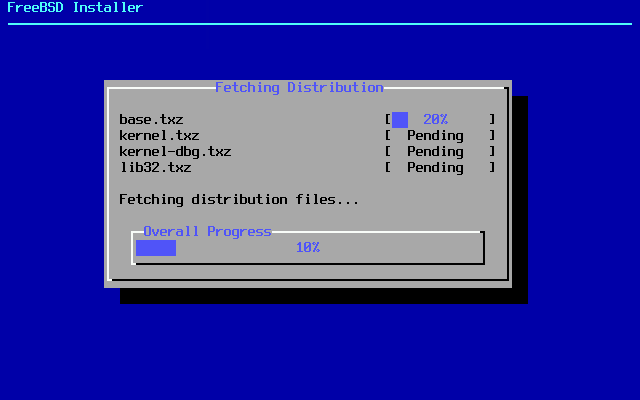 FreeBSD Installer
Fetching Distribution
base.txz [ 20% ]
kernel.txz [ Pending ]
kernel-dbg.txz [ Pending ]
lib32.txz [ Pending ]
Fetching distribution files...
Overall Progress
10%